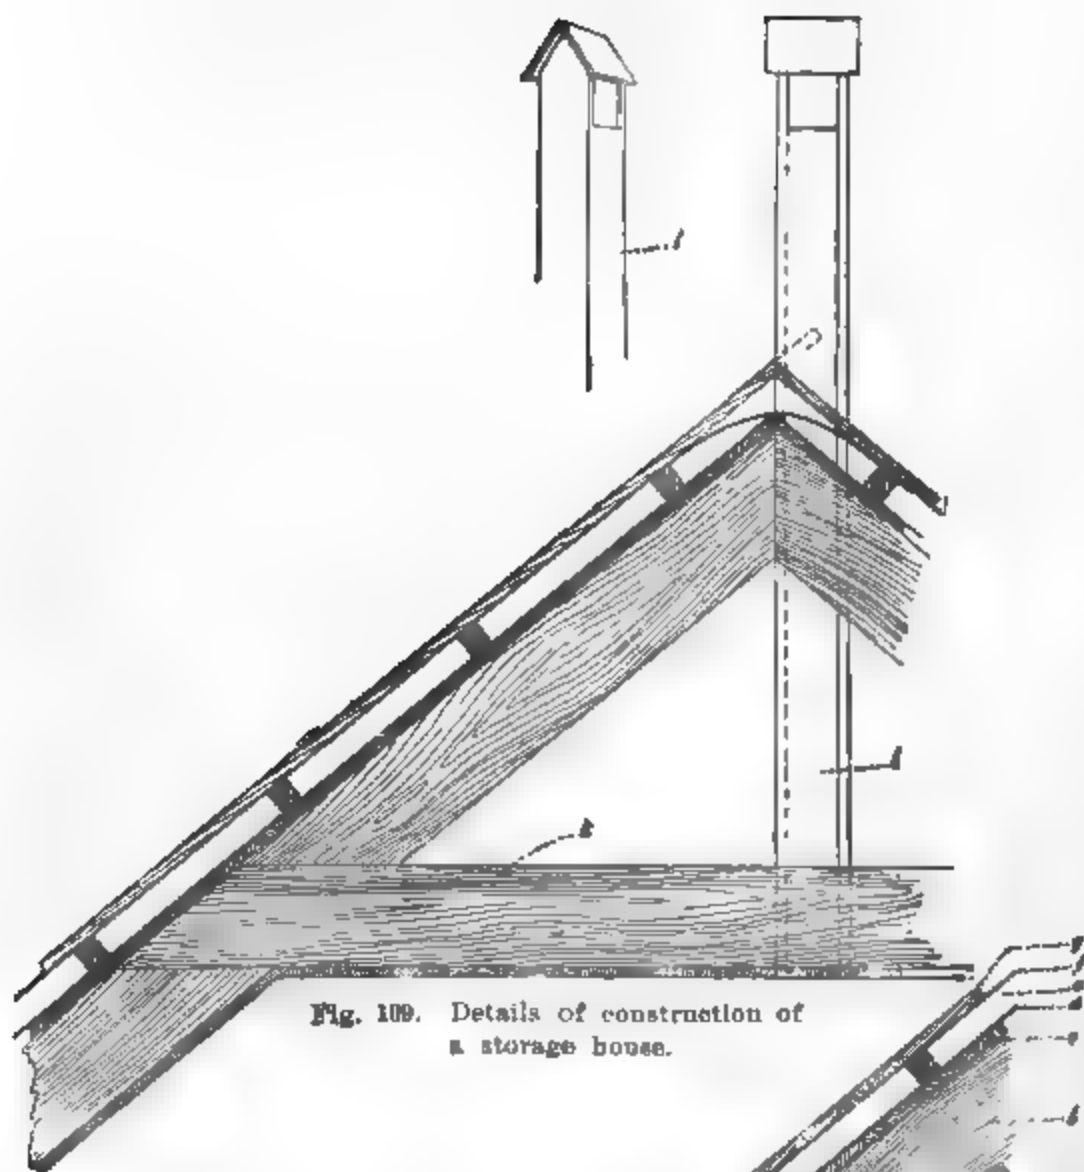 Fig. 109. Details of construction of
a storage house.